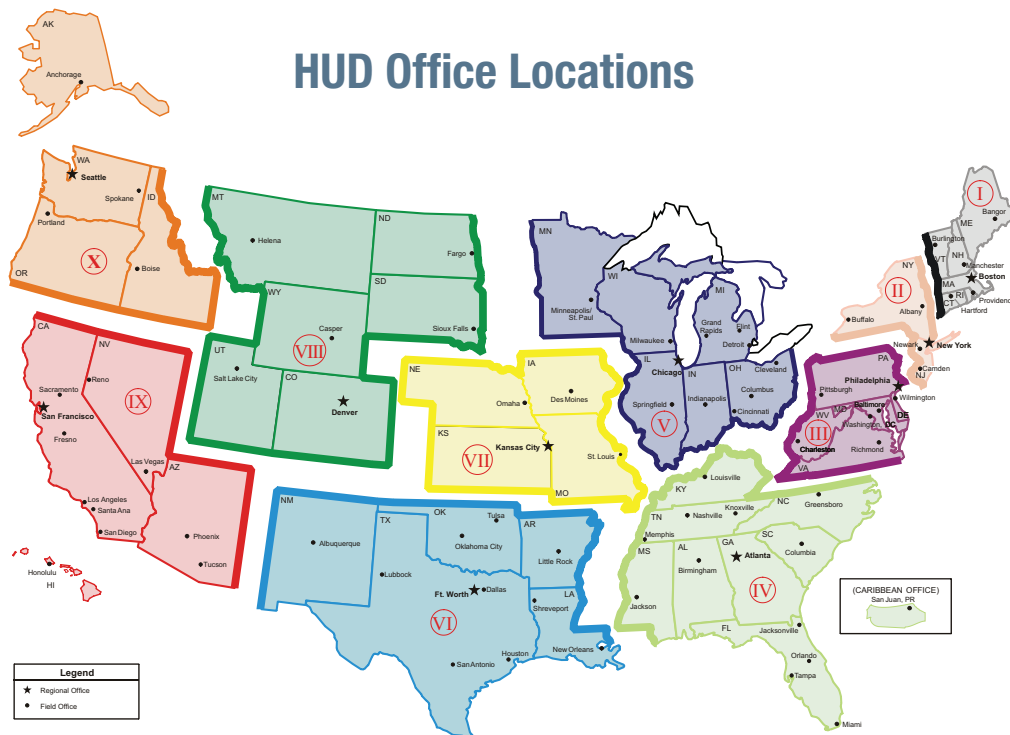 HUD Office Locations
AK
Anchorage
WA
Seattle
Spokane
ID
Portland
X
Boise
OR
MT
ND
Helena
Fargo
SD
WY
Casper
Sioux Falls
VIII
UT
Salt Lake City
CO
Denver
CA
NV
Reno
Sacramento
IX
San Francisco
Fresno
Las Vegas
AZ
Los Angeles
Santa Ana
San Diego
Phoenix
Tucson
Honolulu
HI
NE
IA
Omaha
Des Moines
KS
Kansas City
VII
St. Louis
MO
MN
WI
MI
Minneapolis/
St. Paul
Grand
Rapids
Flint
Milwaukee
Detroit
IL
Chicago
IN
OH
Cleveland
Columbus
Springfield
Indianapolis
Cincinnati
V
I
ME
Bangor
Burlington
VT
NH
Manchester
MA
Boston
CT
RI
Providenc
Hartford
NY
II
Albany
Buffalo
Newark
New York
Camden
NJ
PA
Philadelphia
Pittsburgh
Wilmington
WV
MD
Baltimore
DE
Washington, DC
III
Charleston
Richmond
VA
NM
OK
TX
Tulsa
AR
Albuquerque
Oklahoma City
Little Rock
Lubbock
Ft. Worth
Dallas
LA
Shreveport
VI
Houston
New Orleans
San Antonio
KY
Louisville
NC
TN
Nashville
Knoxville
Greensboro
Memphis
SC
MS
AL
GA
Columbia
Birmingham
Atlanta
Jackson
IV
FL
Jacksonville
Orlando
Tampa
Miami
(CARIBBEAN OFFICE)
San Juan, PR
Legend
Regional Office
Field Office